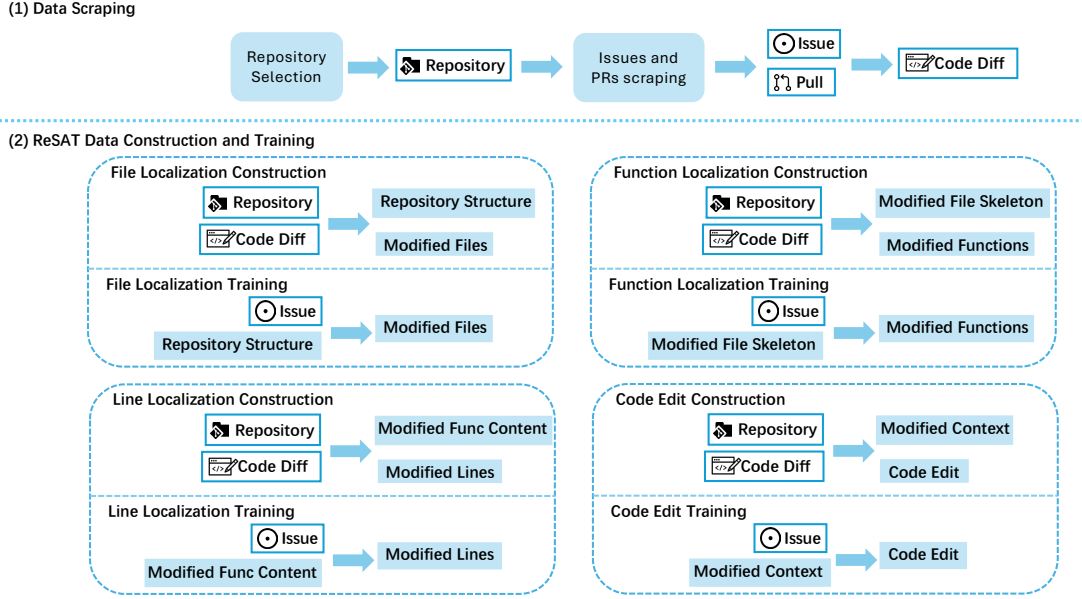 (1) Data Scraping
Repository
Selection
Repository
Issues and
PRs scraping
Issue
Pull
Code Diff
(2) ReSAT Data Construction and Training
File Localization Construction
Repository
Code Diff
Repository Structure
Modified Files
File Localization Training
Issue
Repository Structure
Modified Files
Function Localization Construction
Repository
Code Diff
Modified File Skeleton
Modified Functions
Function Localization Training
Issue
Modified File Skeleton
Modified Functions
Line Localization Construction
Repository
Code Diff
Modified Func Content
Modified Lines
Line Localization Training
Issue
Modified Func Content
Modified Lines
Code Edit Construction
Repository
Code Diff
Modified Context
Code Edit
Code Edit Training
Issue
Modified Context
Code Edit